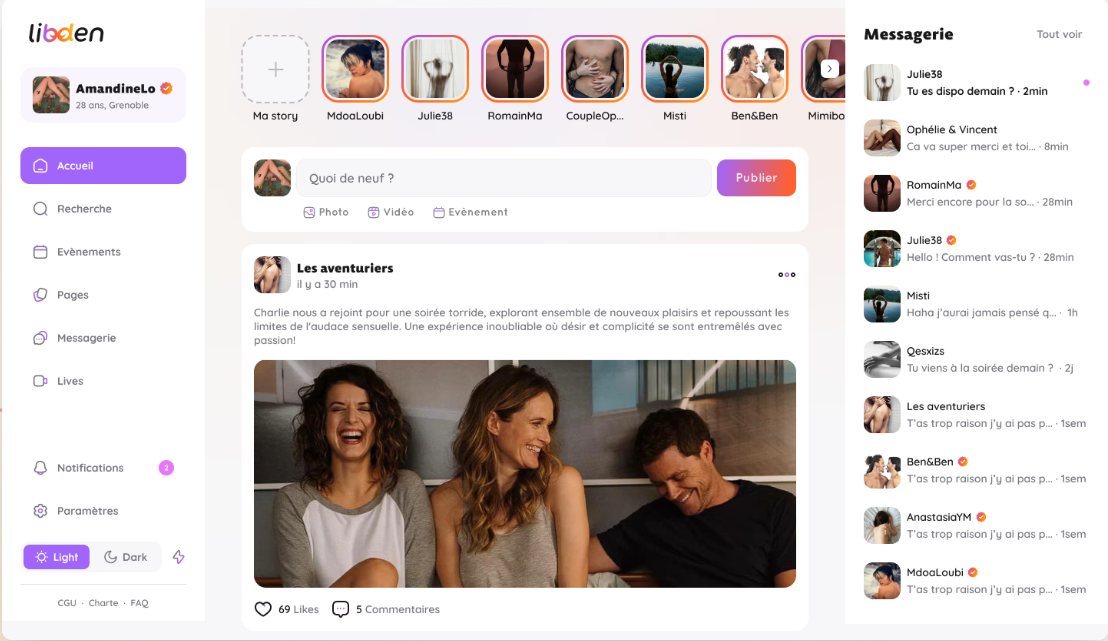 libden
AmandineLo
28 ans, Grenoble
Accueil
Recherche
Evènements
Pages
Messagerie
Lives
Notifications
2
Paramètres
Light
Dark
CGU · Charte · FAQ
Ma story
MdoaLoubi
Julie38
RomainMa
CoupleOp...
Misti
Ben&Ben
Mimibo
Quoi de neuf ?
Publier
Photo
Vidéo
Evènement
Les aventuriers
il y a 30 min
Charlie nous a rejoint pour une soirée torride, explorant ensemble de nouveaux plaisirs et repoussant les
limites de l'audace sensuelle. Une expérience inoubliable où désir et complicité se sont entremêlés avec
passion!
69 Likes
5 Commentaires
Messagerie
Tout voir
Julie38
Tu es dispo demain ? · 2min
Ophélie & Vincent
Ca va super merci et toi... · 8min
RomainMa
Merci encore pour la so... · 28min
Julie38
Hello ! Comment vas-tu ? · 28min
Misti
Haha j'aurai jamais pensé q... · 1h
Qesxizs
Tu viens à la soirée demain ? · 2j
Les aventuriers
T'as trop raison j'y ai pas p... · 1sem
Ben&Ben
T'as trop raison j'y ai pas p... · 1sem
AnastasiaYM
T'as trop raison j'y ai pas p... · 1sem
MdoaLoubi
T'as trop raison j'y ai pas p... · 1sem